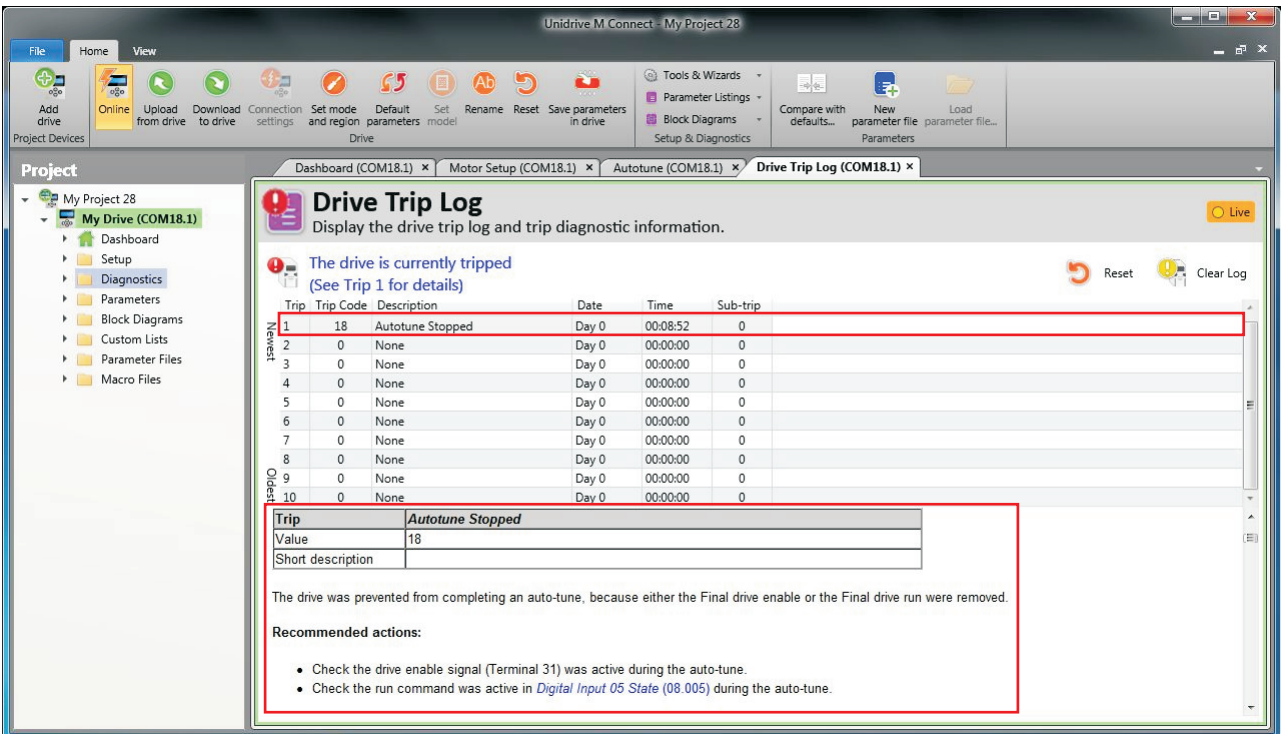 Unidrive M Connect - My Project 28
File Home View
Add drive
Online
Upload from drive
Download to drive
Connection settings
Set mode and region
Default parameters
Set model
Rename
Reset
Save parameters in drive
Tools & Wizards
Parameter Listings
Block Diagrams
Compare with defaults...
New parameter file
Load parameter file...
Project Devices
Drive
Setup & Diagnostics
Parameters
Project
My Project 28
My Drive (COM18.1)
Dashboard
Setup
Diagnostics
Parameters
Block Diagrams
Custom Lists
Parameter Files
Macro Files
Dashboard (COM18.1) × Motor Setup (COM18.1) × Autotune (COM18.1) × Drive Trip Log (COM18.1) ×
Drive Trip Log
Display the drive trip log and trip diagnostic information.
Live
The drive is currently tripped
(See Trip 1 for details)
Reset
Clear Log
Trip Trip Code Description Date Time Sub-trip
Newest
1 18 Autotune Stopped Day 0 00:08:52 0
2 0 None Day 0 00:00:00 0
3 0 None Day 0 00:00:00 0
4 0 None Day 0 00:00:00 0
5 0 None Day 0 00:00:00 0
6 0 None Day 0 00:00:00 0
7 0 None Day 0 00:00:00 0
8 0 None Day 0 00:00:00 0
9 0 None Day 0 00:00:00 0
10 0 None Day 0 00:00:00 0
Oldest
Trip Autotune Stopped
Value 18
Short description
The drive was prevented from completing an auto-tune, because either the Final drive enable or the Final drive run were removed.
Recommended actions:
• Check the drive enable signal (Terminal 31) was active during the auto-tune.
• Check the run command was active in Digital Input 05 State (08.005) during the auto-tune.